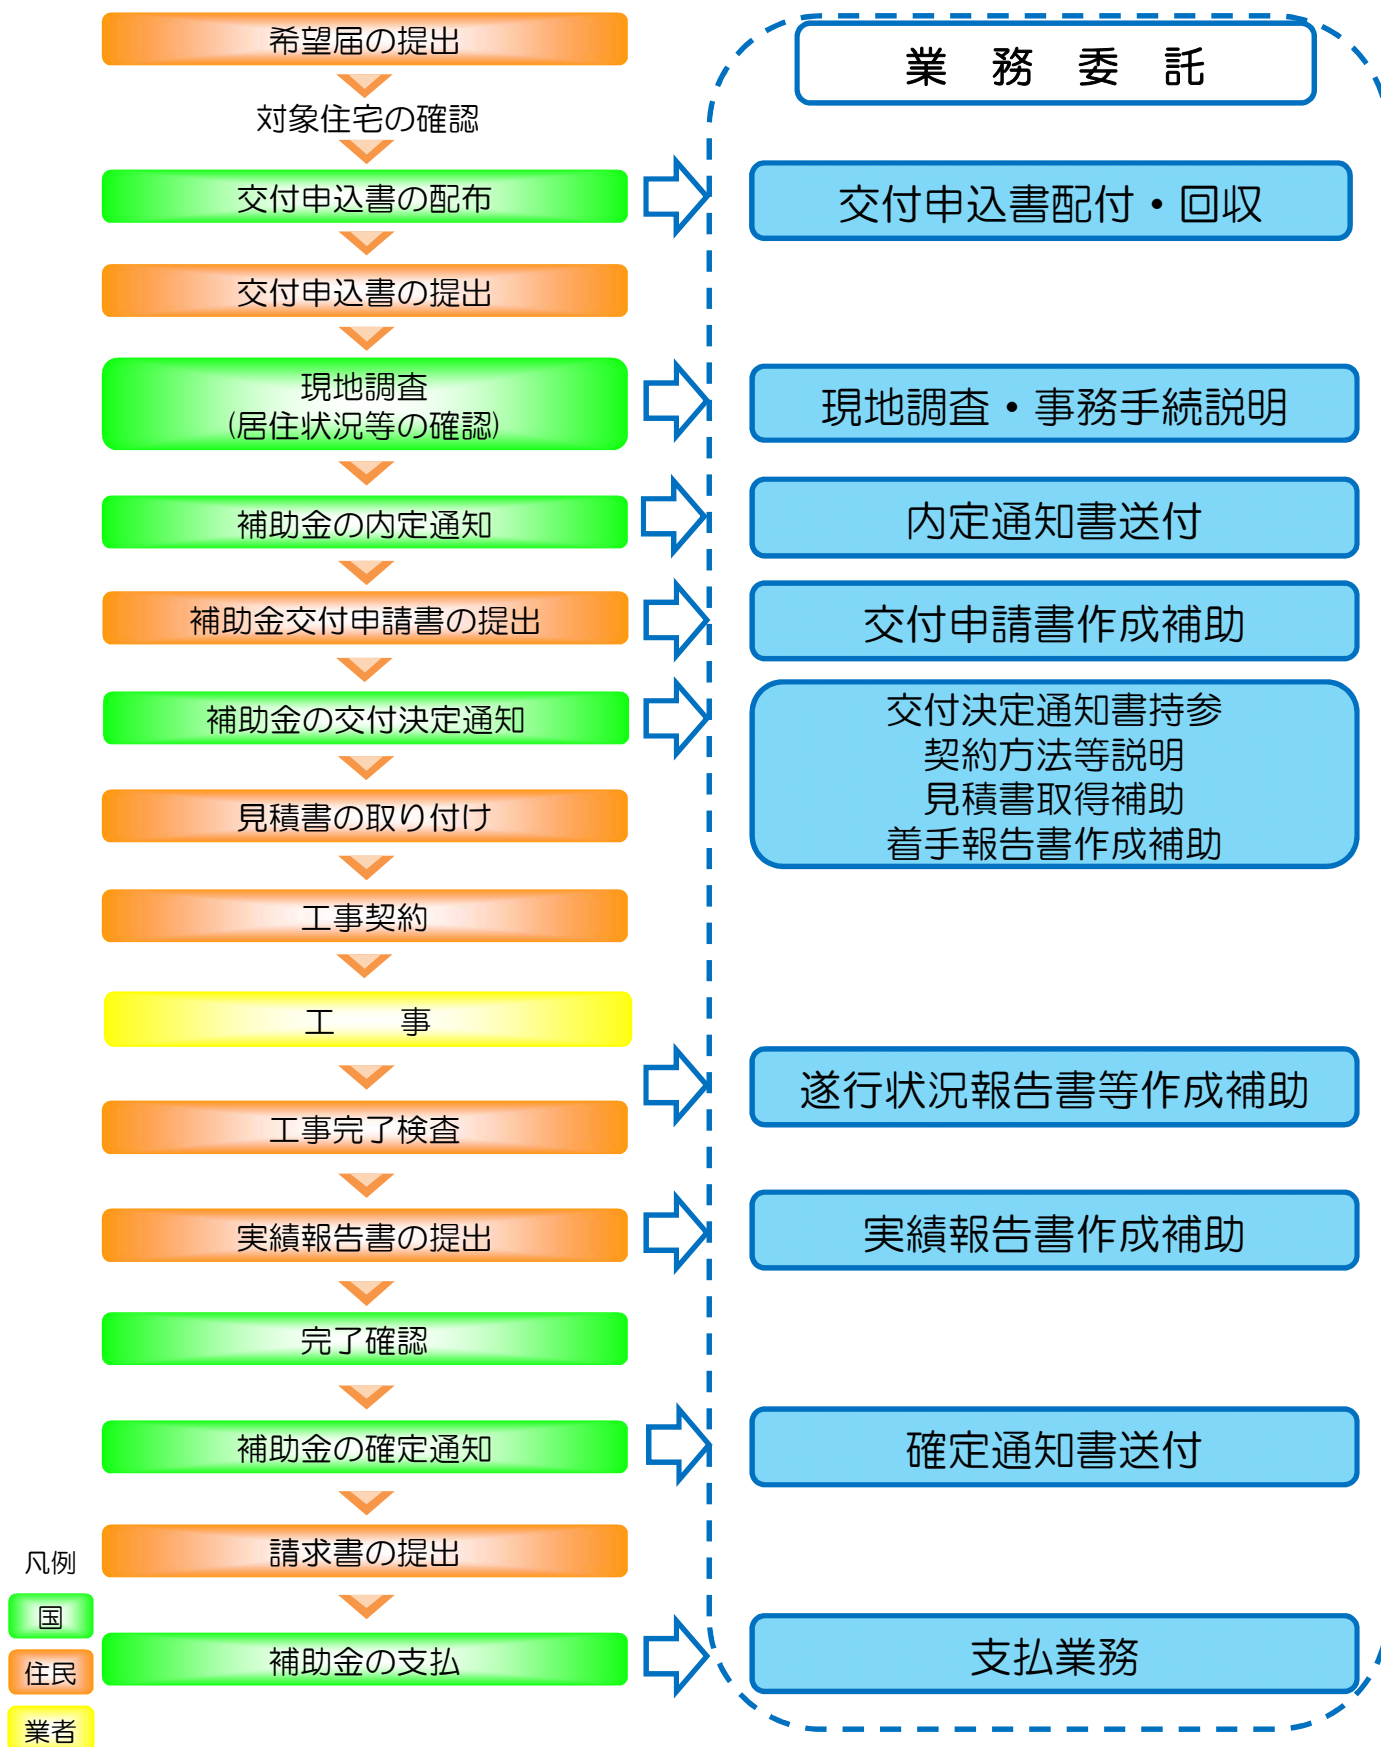 希望届の提出
対象住宅の確認
交付申込書の配布
交付申込書の提出
現地調査
(居住状況等の確認)
補助金の内定通知
補助金交付申請書の提出
補助金の交付決定通知
見積書の取り付け
工事契約
工　　事
工事完了検査
実績報告書の提出
完了確認
補助金の確定通知
請求書の提出
補助金の支払
凡例
国
住民
業者
業　務　委　託
交付申込書配付・回収
現地調査・事務手続説明
内定通知書送付
交付申請書作成補助
交付決定通知書持参
契約方法等説明
見積書取得補助
着手報告書作成補助
遂行状況報告書等作成補助
実績報告書作成補助
確定通知書送付
支払業務